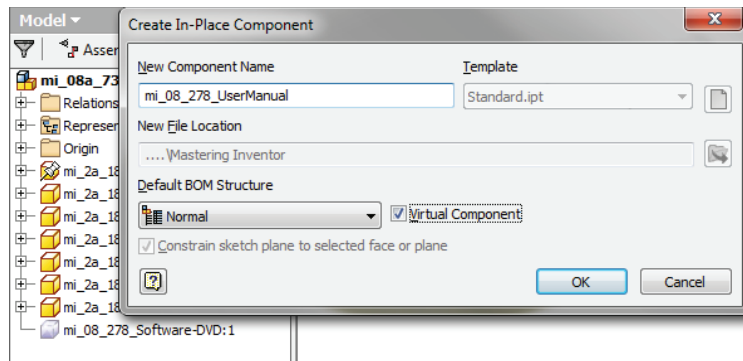 Model
Create In-Place Component
Assem
mi_08a_73
Relations
Represen
Origin
mi_2a_18
mi_2a_18
mi_2a_18
mi_2a_18
mi_2a_18
mi_2a_18
mi_2a_18
mi_08_278_Software-DVD:1
New Component Name
Template
mi_08_278_UserManual
Standard.ipt
New File Location
....\Mastering Inventor
Default BOM Structure
Normal
Virtual Component
Constrain sketch plane to selected face or plane
OK
Cancel